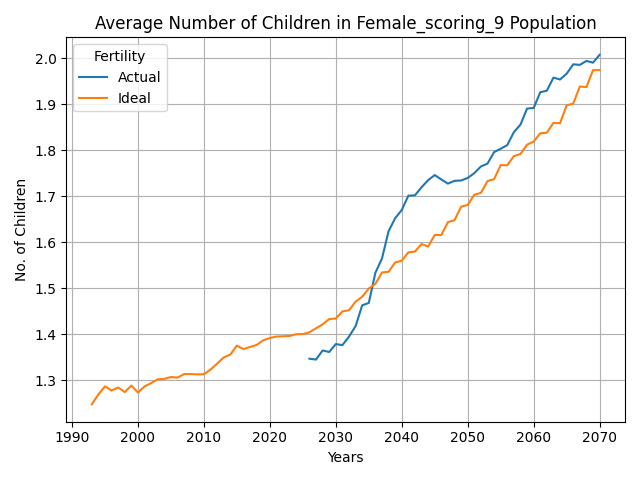 Average Number of Children in Female_scoring_9 Population
Fertility
Actual
Ideal
No. of Children
2.0
1.9
1.8
1.7
1.6
1.5
1.4
1.3
1990 2000 2010 2020 2030 2040 2050 2060 2070
Years